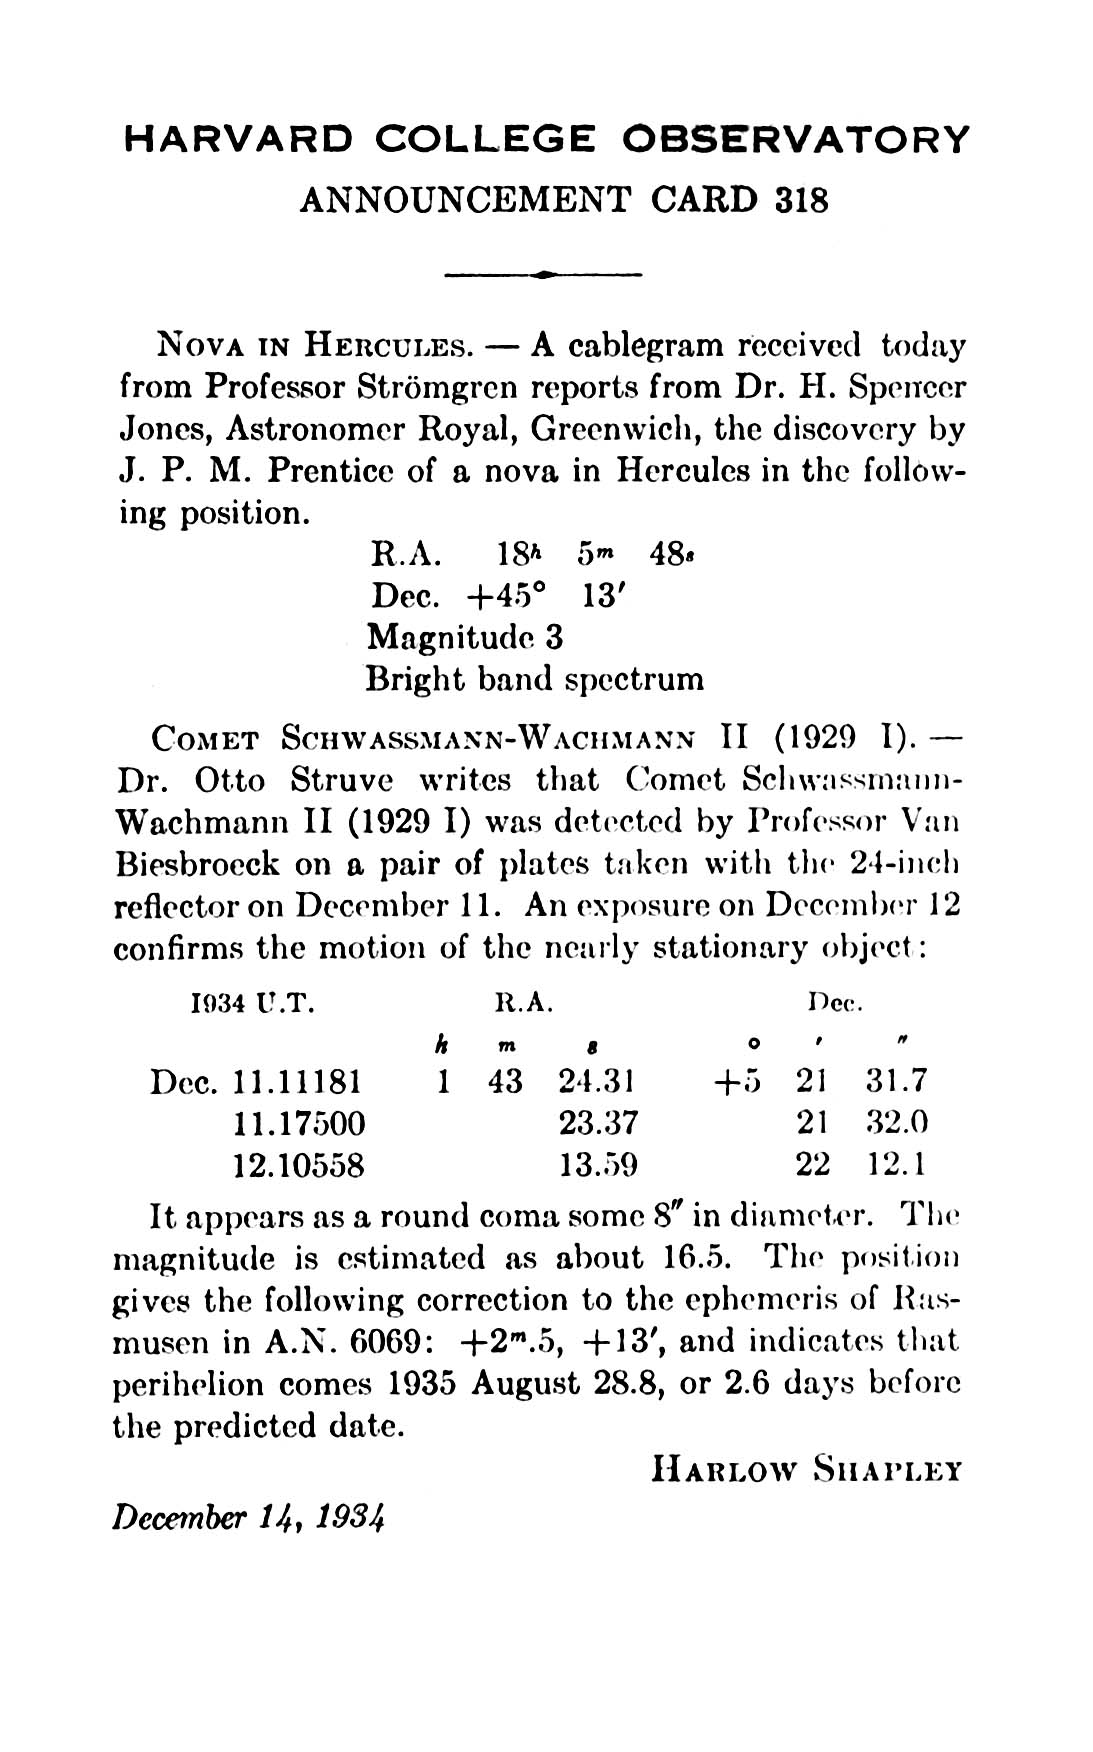 HARVARD COLLEGE OBSERVATORY
ANNOUNCEMENT CARD 318
NOVA IN HERCULES. — A cablegram received today
from Professor Strömgren reports from Dr. H. Spencer
Jones, Astronomer Royal, Greenwich, the discovery by
J. P. M. Prentice of a nova in Hercules in the follow-
ing position.
R.A. 18h 5m 48s
Dec. +45° 13′
Magnitude 3
Bright band spectrum
COMET SCHWASSMANN-WACHMANN II (1929 I). —
Dr. Otto Struve writes that Comet Schwassmann-
Wachmann II (1929 I) was detected by Professor Van
Biesbroeck on a pair of plates taken with the 24-inch
reflector on December 11. An exposure on December 12
confirms the motion of the nearly stationary object:
1934 U.T. R.A. Dec.
h m s ° ′ ″
Dec. 11.11181 1 43 24.31 +5 21 31.7
11.17500 23.37 21 32.0
12.10558 13.59 22 12.1
It appears as a round coma some 8″ in diameter. The
magnitude is estimated as about 16.5. The position
gives the following correction to the ephemeris of Ras-
musen in A.N. 6069: +2m.5, +13′, and indicates that
perihelion comes 1935 August 28.8, or 2.6 days before
the predicted date.
HARLOW SHAPLEY
December 14, 1934